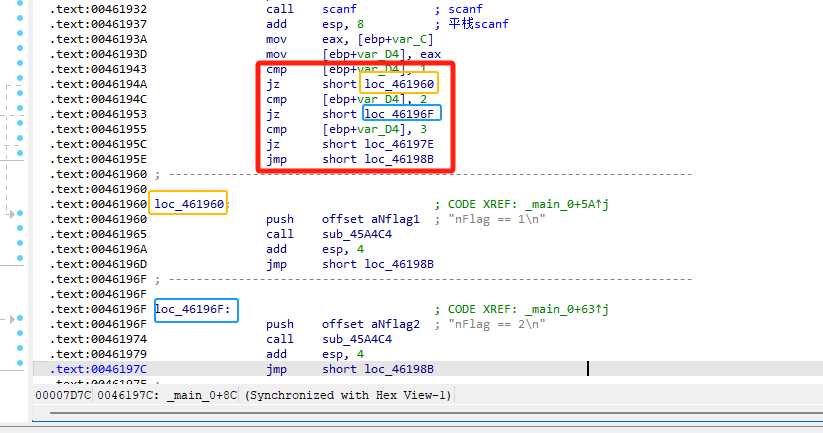 .text:00461932 call scanf ; scanf
.text:00461937 add esp, 8 ; 平栈scanf
.text:0046193A mov eax, [ebp+var_C]
.text:0046193D mov [ebp+var_D4], eax
.text:00461943 cmp [ebp+var_D4], 1
.text:0046194A jz short loc_461960
.text:0046194C cmp [ebp+var_D4], 2
.text:00461953 jz short loc_46196F
.text:00461955 cmp [ebp+var_D4], 3
.text:0046195C jz short loc_46197E
.text:0046195E jmp short loc_46198B
.text:00461960 ; ---------------------------------------------------------------------------
.text:00461960
.text:00461960 loc_461960: ; CODE XREF: _main_0+5A↑j
.text:00461960 push offset aNflag1 ; "nFlag == 1\n"
.text:00461965 call sub_45A4C4
.text:0046196A add esp, 4
.text:0046196D jmp short loc_46198B
.text:0046196F ; ---------------------------------------------------------------------------
.text:0046196F
.text:0046196F loc_46196F: ; CODE XREF: _main_0+63↑j
.text:0046196F push offset aNflag2 ; "nFlag == 2\n"
.text:00461974 call sub_45A4C4
.text:00461979 add esp, 4
.text:0046197C jmp short loc_46198B
00007D7C 0046197C: _main_0+8C (Synchronized with Hex View-1)